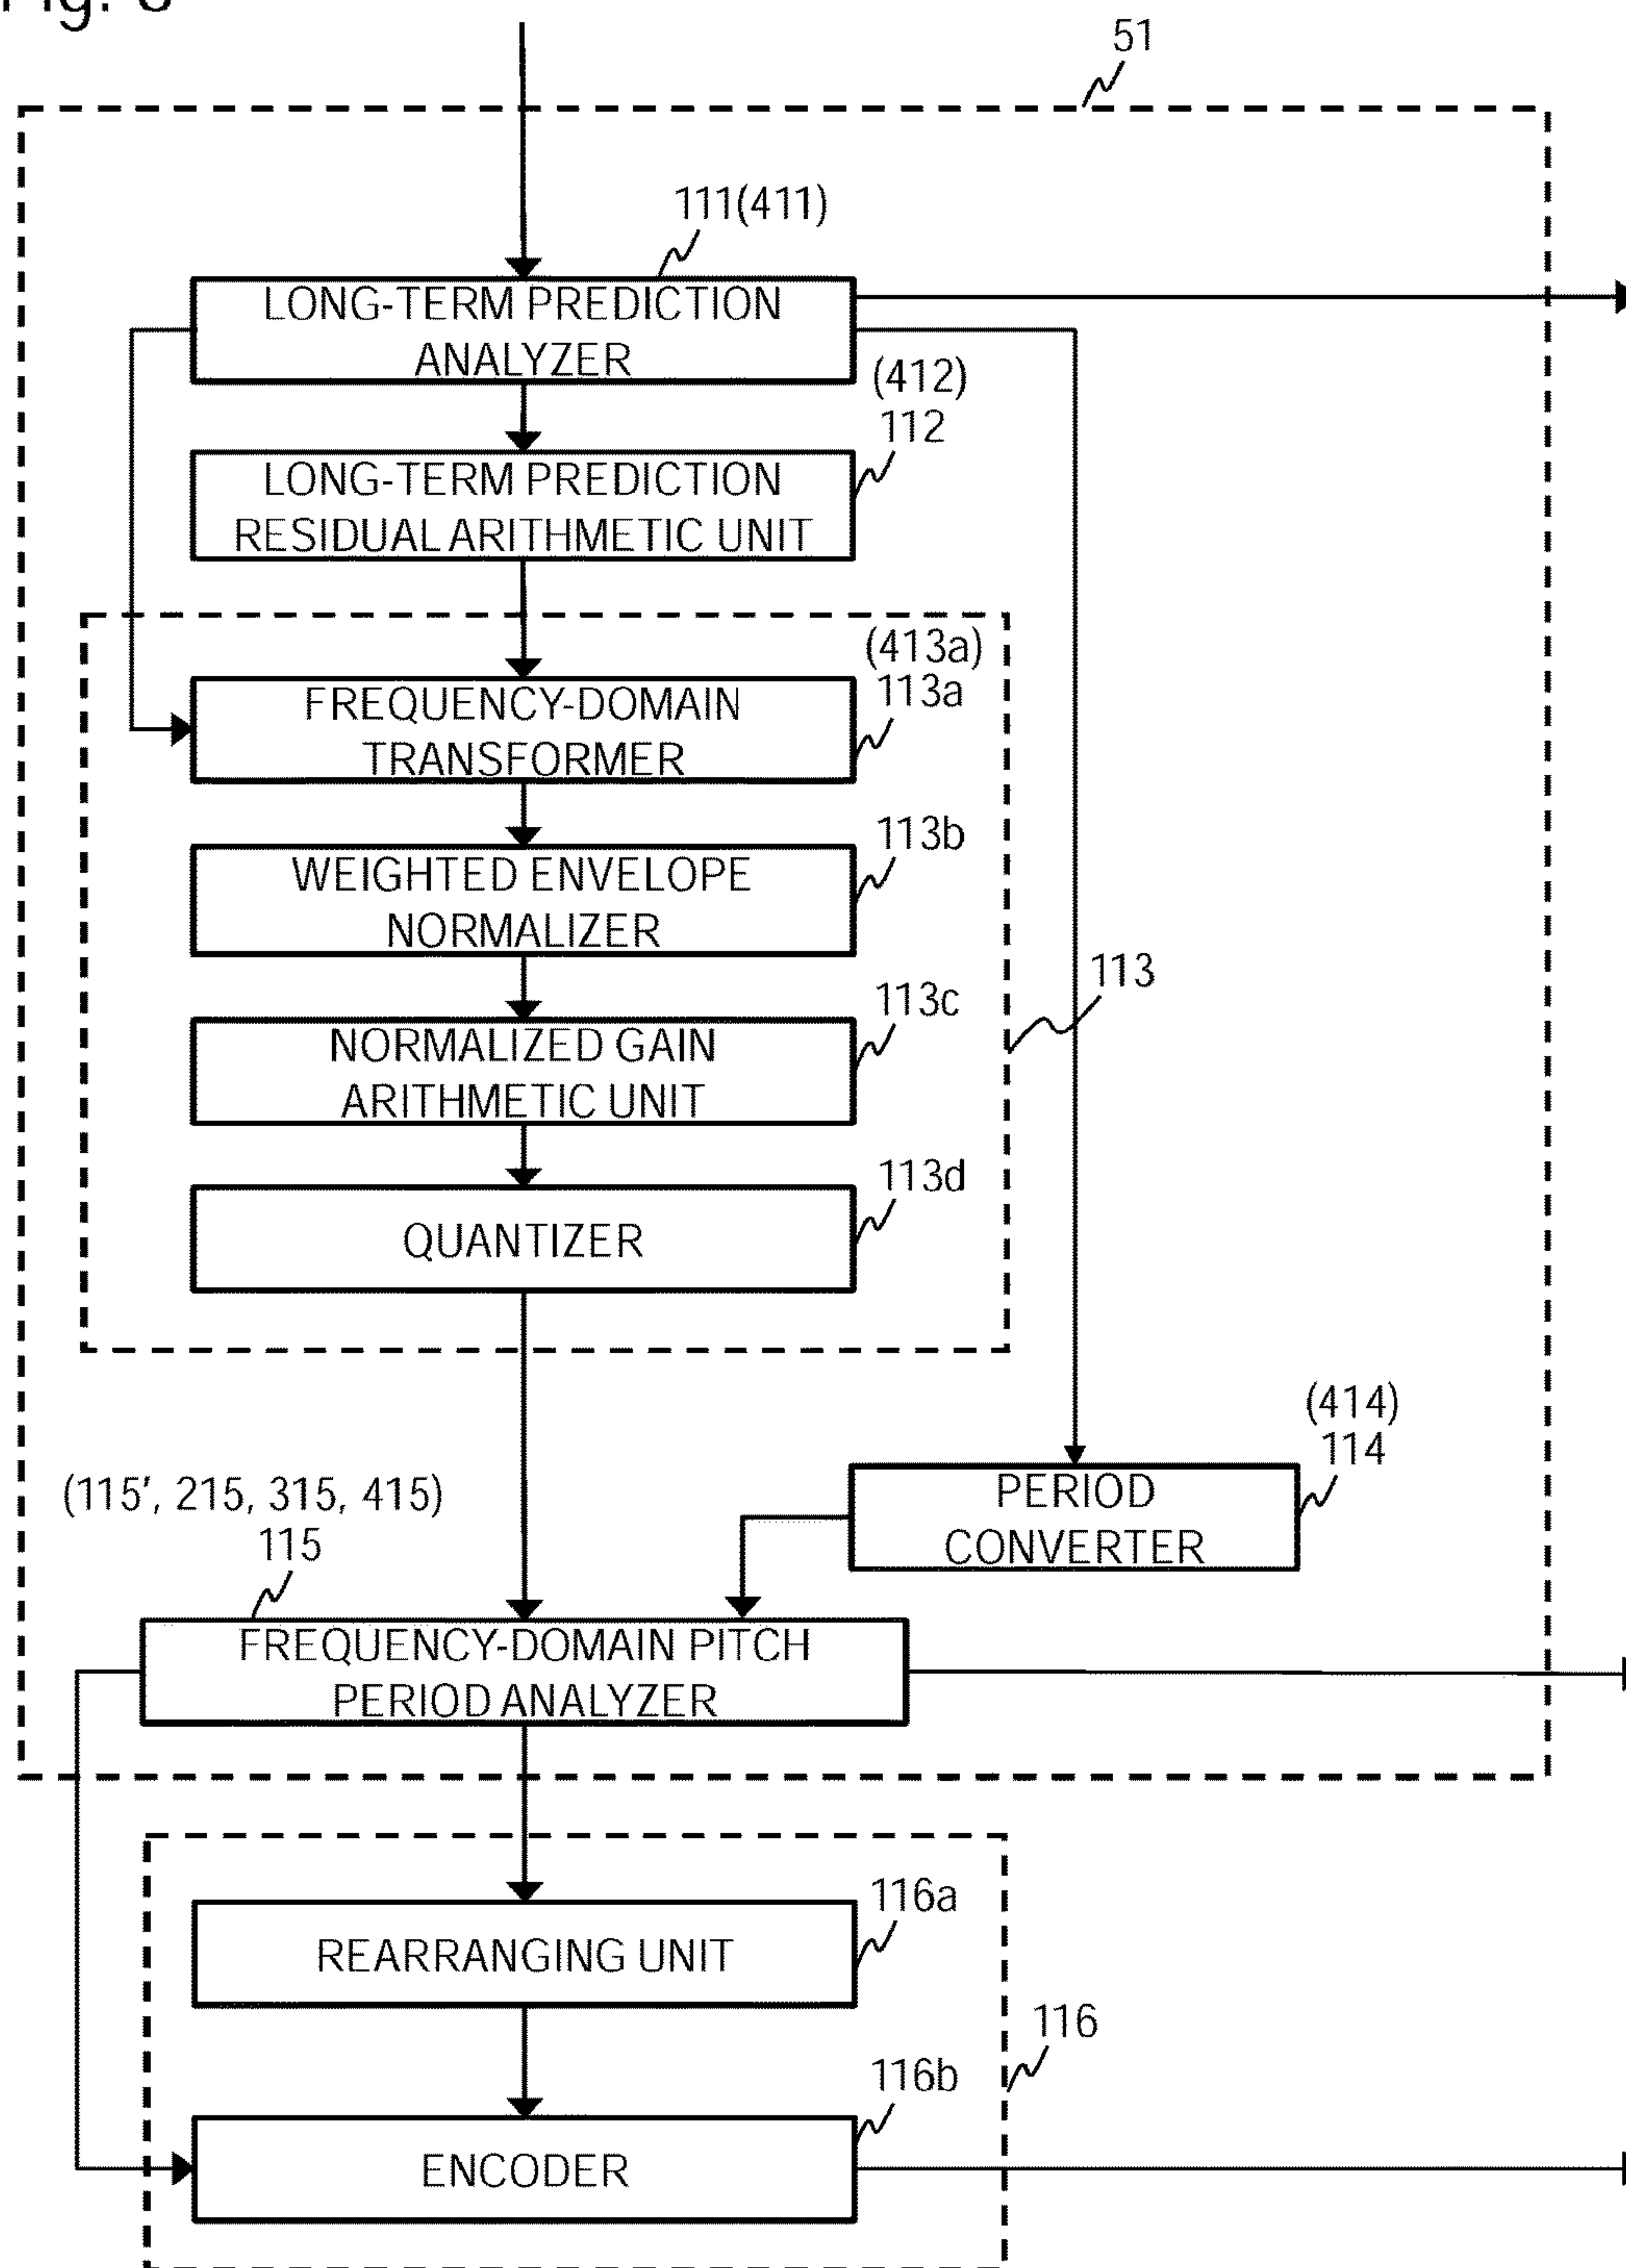 51
111(411)
LONG-TERM PREDICTION
ANALYZER
(412)
112
LONG-TERM PREDICTION
RESIDUAL ARITHMETIC UNIT
(413a)
113a
FREQUENCY-DOMAIN
TRANSFORMER
113b
WEIGHTED ENVELOPE
NORMALIZER
113
113c
NORMALIZED GAIN
ARITHMETIC UNIT
113d
QUANTIZER
(414)
114
PERIOD
CONVERTER
(115', 215, 315, 415)
115
FREQUENCY-DOMAIN PITCH
PERIOD ANALYZER
116a
REARRANGING UNIT
116
116b
ENCODER